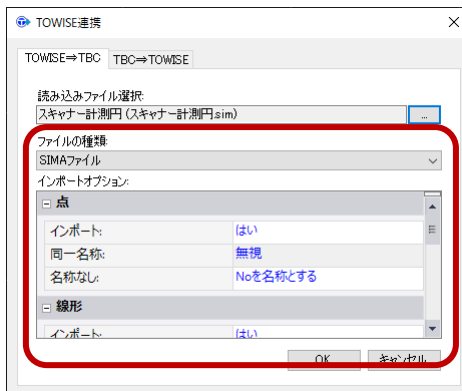 TOWISE連携
TOWISE⇒TBC TBC⇒TOWISE
読み込みファイル選択:
スキャナー計測円 (スキャナー計測円.sim) ...
ファイルの種類:
SIMAファイル
インポートオプション:
点
インポート: はい
同一名称: 無視
名称なし: Noを名称とする
線形
インポート: はい
OK キャンセル